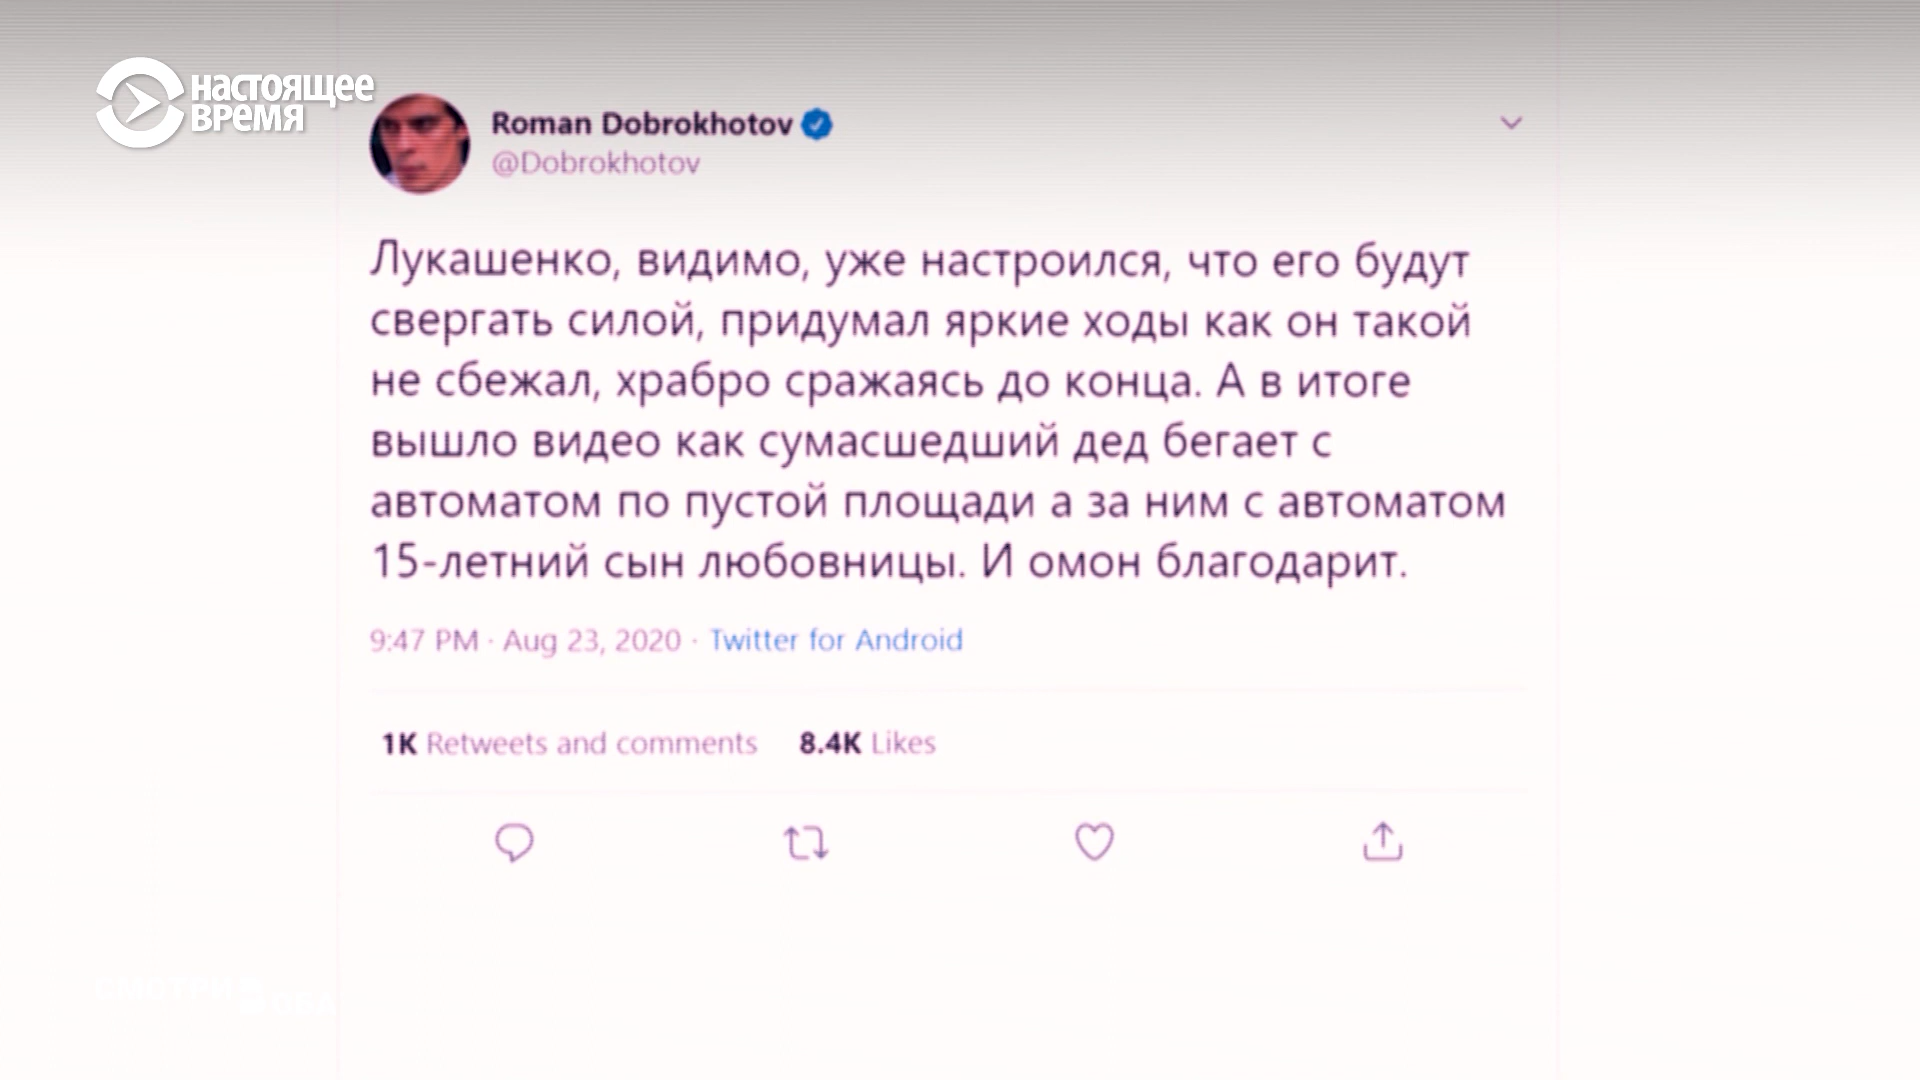 настоящее
время
Roman Dobrokhotov
@Dobrokhotov
Лукашенко, видимо, уже настроился, что его будут
свергать силой, придумал яркие ходы как он такой
не сбежал, храбро сражаясь до конца. А в итоге
вышло видео как сумасшедший дед бегает с
автоматом по пустой площади а за ним с автоматом
15-летний сын любовницы. И омон благодарит.
9:47 PM · Aug 23, 2020 · Twitter for Android
1K Retweets and comments 8.4K Likes
СМОТРИ В ОБА